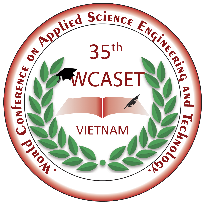 World Conference on Applied Science Engineering and Technology.
35th
WCASET
VIETNAM